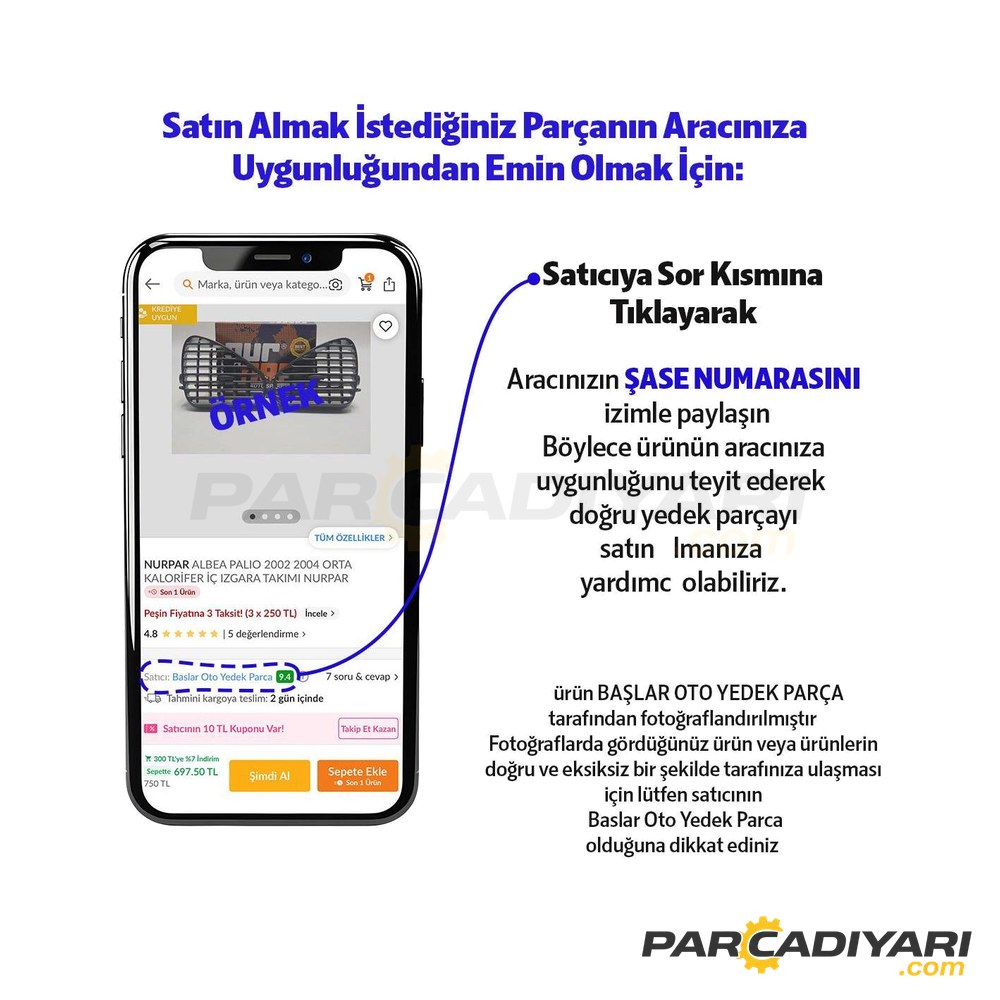 Satın Almak İstediğiniz Parçanın Aracınıza
Uygunluğundan Emin Olmak İçin:
Marka, ürün veya katego...
1
KREDİYE
UYGUN
ÖRNEK
TÜM ÖZELLİKLER >
NURPAR ALBEA PALIO 2002 2004 ORTA
KALORİFER İÇ IZGARA TAKIMI NURPAR
Son 1 Ürün
Peşin Fiyatına 3 Taksit! (3 x 250 TL) İncele >
4.8 | 5 değerlendirme >
Satıcı: Baslar Oto Yedek Parca 9.4 7 soru & cevap >
Tahmini kargoya teslim: 2 gün içinde
Satıcının 10 TL Kuponu Var! Takip Et Kazan
300 TL'ye %7 İndirim
Sepette 697.50 TL
750 TL
Şimdi Al
Sepete Ekle
Son 1 Ürün
Satıcıya Sor Kısmına
Tıklayarak
Aracınızın ŞASE NUMARASINI
izimle paylaşın
Böylece ürünün aracınıza
uygunluğunu teyit ederek
doğru yedek parçayı
satın lmanıza
yardımc olabiliriz.
PARCADIYARI
.com
ürün BAŞLAR OTO YEDEK PARÇA
tarafından fotoğraflandırılmıştır
Fotoğraflarda gördüğünüz ürün veya ürünlerin
doğru ve eksiksiz bir şekilde tarafınıza ulaşması
için lütfen satıcının
Baslar Oto Yedek Parca
olduğuna dikkat ediniz
PARCADIYARI
.com